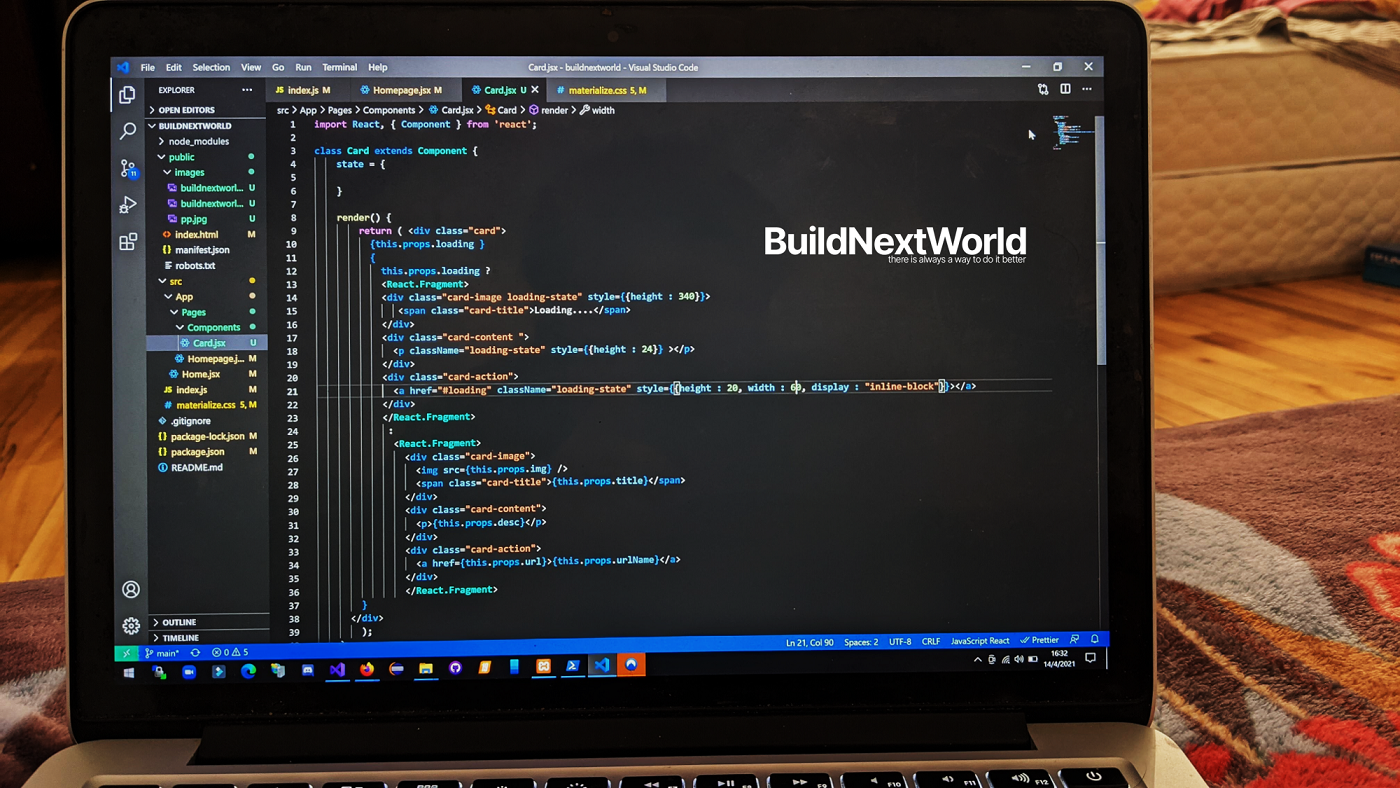 File Edit Selection View Go Run Terminal Help
Card.jsx - buildnextworld - Visual Studio Code
EXPLORER
OPEN EDITORS
BUILDNEXTWORLD
node_modules
public
images
buildnextworl... U
buildnextworl... U
pp.jpg U
index.html M
manifest.json
robots.txt
src
App
Pages
Components
Card.jsx U
Homepage.j... M
Home.jsx M
index.js M
materialize.css 5, M
.gitignore
package-lock.json M
package.json M
README.md
OUTLINE
TIMELINE
JS index.js M Homepage.jsx M Card.jsx U # materialize.css 5, M
src > App > Pages > Components > Card.jsx > Card > render > width
1 import React, { Component } from 'react';
2
3 class Card extends Component {
4 state = {
5
6 }
7
8 render() {
9 return ( <div class="card">
10 {this.props.loading }
11 {
12 this.props.loading ?
13 <React.Fragment>
14 <div class="card-image loading-state" style={{height : 340}}>
15 <span class="card-title">Loading....</span>
16 </div>
17 <div class="card-content ">
18 <p className="loading-state" style={{height : 24}} ></p>
19 </div>
20 <div class="card-action">
21 <a href="#loading" className="loading-state" style={{height : 20, width : 60, display : "inline-block"}}></a>
22 </div>
23 </React.Fragment>
24 :
25 <React.Fragment>
26 <div class="card-image">
27 <img src={this.props.img} />
28 <span class="card-title">{this.props.title}</span>
29 </div>
30 <div class="card-content">
31 <p>{this.props.desc}</p>
32 </div>
33 <div class="card-action">
34 <a href={this.props.url}>{this.props.urlName}</a>
35 </div>
36 </React.Fragment>
37 }
38 </div>
39 );
BuildNextWorld
there is always a way to do it better
11
main* 0 5
Ln 21, Col 90 Spaces: 2 UTF-8 CRLF JavaScript React Prettier
16:32
14/4/2021
F10 F11 F12